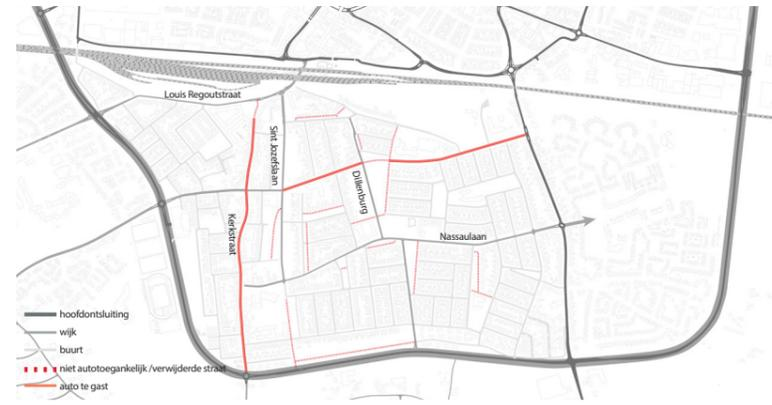 Louis Regoutstraat
Sint Jozefslaan
Dillenburg
Kerkstraat
Nassaulaan
hoofdontsluiting
wijk
buurt
niet autotoegankelijk /verwijderde straat
auto te gast